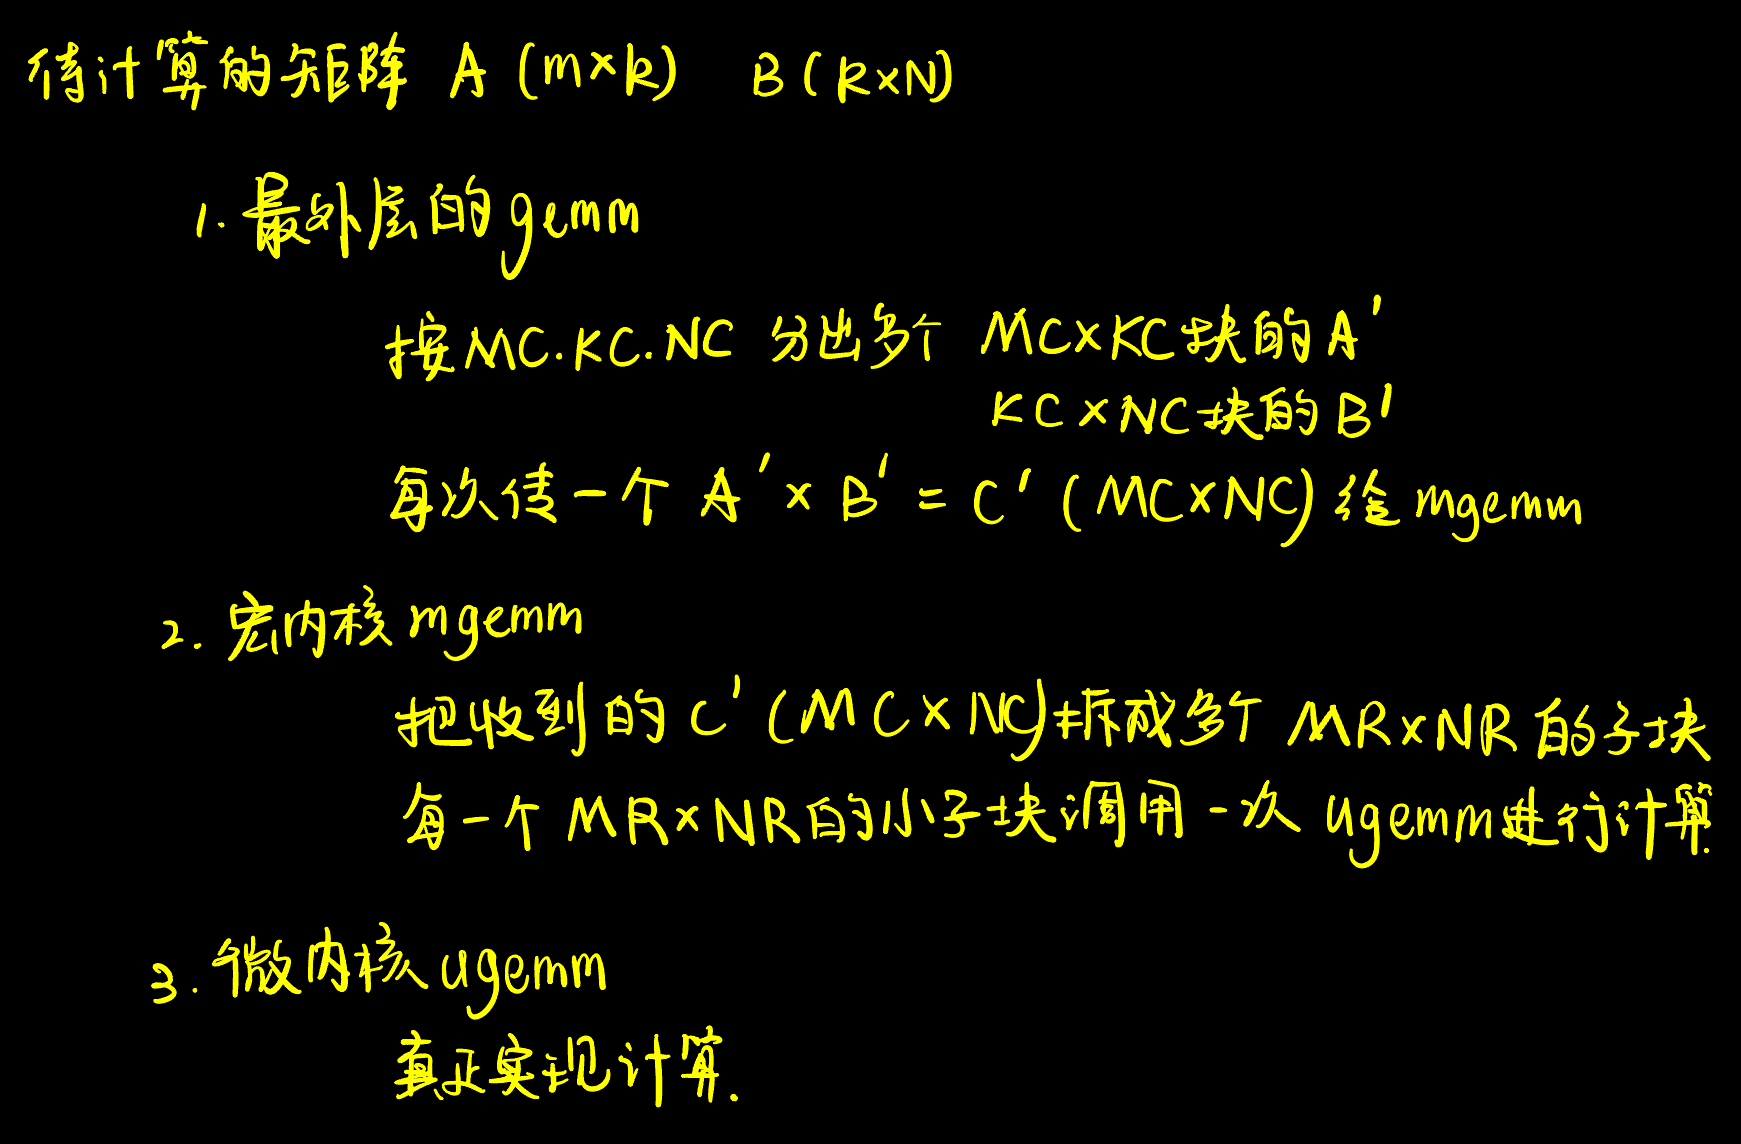 待计算的矩阵 A (m×k) B (k×N)
1. 最外层的 gemm
按 MC.KC.NC 分出多个 MC×KC 块的 A'
KC×NC 块的 B'
每次传一个 A' × B' = C' (MC×NC) 给 mgemm
2. 宏内核 mgemm
把收到的 C' (MC×NC) 拆成多个 MR×NR 的子块
每一个 MR×NR 的小子块调用一次 ugemm 进行计算.
3. 微内核 ugemm
真正实现计算.